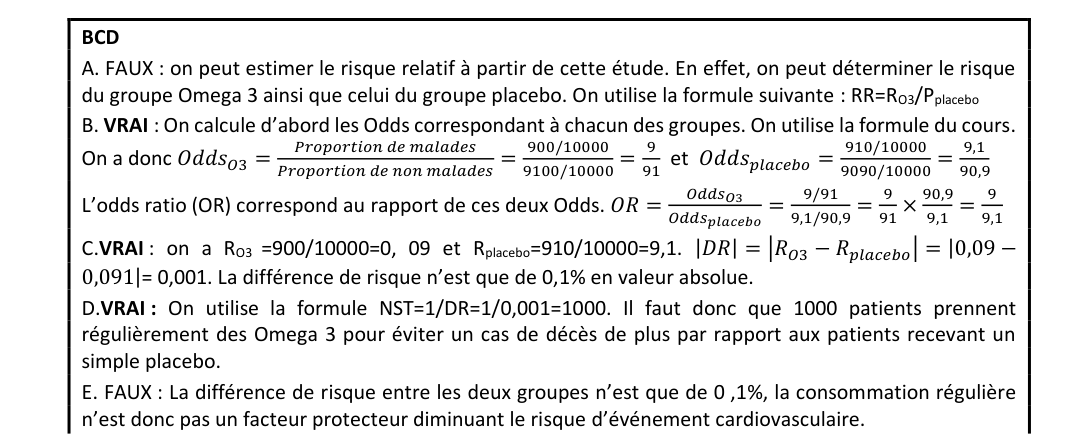 BCD
A. FAUX : on peut estimer le risque relatif à partir de cette étude. En effet, on peut déterminer le risque
du groupe Omega 3 ainsi que celui du groupe placebo. On utilise la formule suivante : RR=R_O3/P_placebo
B. VRAI : On calcule d’abord les Odds correspondant à chacun des groupes. On utilise la formule du cours.
On a donc Odds_O3 = Proportion de malades / Proportion de non malades = 900/10000 / 9100/10000 = 9/91 et Odds_placebo = 910/10000 / 9090/10000 = 9,1/90,9
L’odds ratio (OR) correspond au rapport de ces deux Odds. OR = Odds_O3 / Odds_placebo = 9/91 / 9,1/90,9 = 9/91 × 90,9/9,1 = 9/9,1
C.VRAI : on a R_O3 =900/10000=0, 09 et R_placebo=910/10000=9,1. |DR| = |R_O3 − R_placebo| = |0,09 −
0,091|= 0,001. La différence de risque n’est que de 0,1% en valeur absolue.
D.VRAI : On utilise la formule NST=1/DR=1/0,001=1000. Il faut donc que 1000 patients prennent
régulièrement des Omega 3 pour éviter un cas de décès de plus par rapport aux patients recevant un
simple placebo.
E. FAUX : La différence de risque entre les deux groupes n’est que de 0 ,1%, la consommation régulière
n’est donc pas un facteur protecteur diminuant le risque d’événement cardiovasculaire.